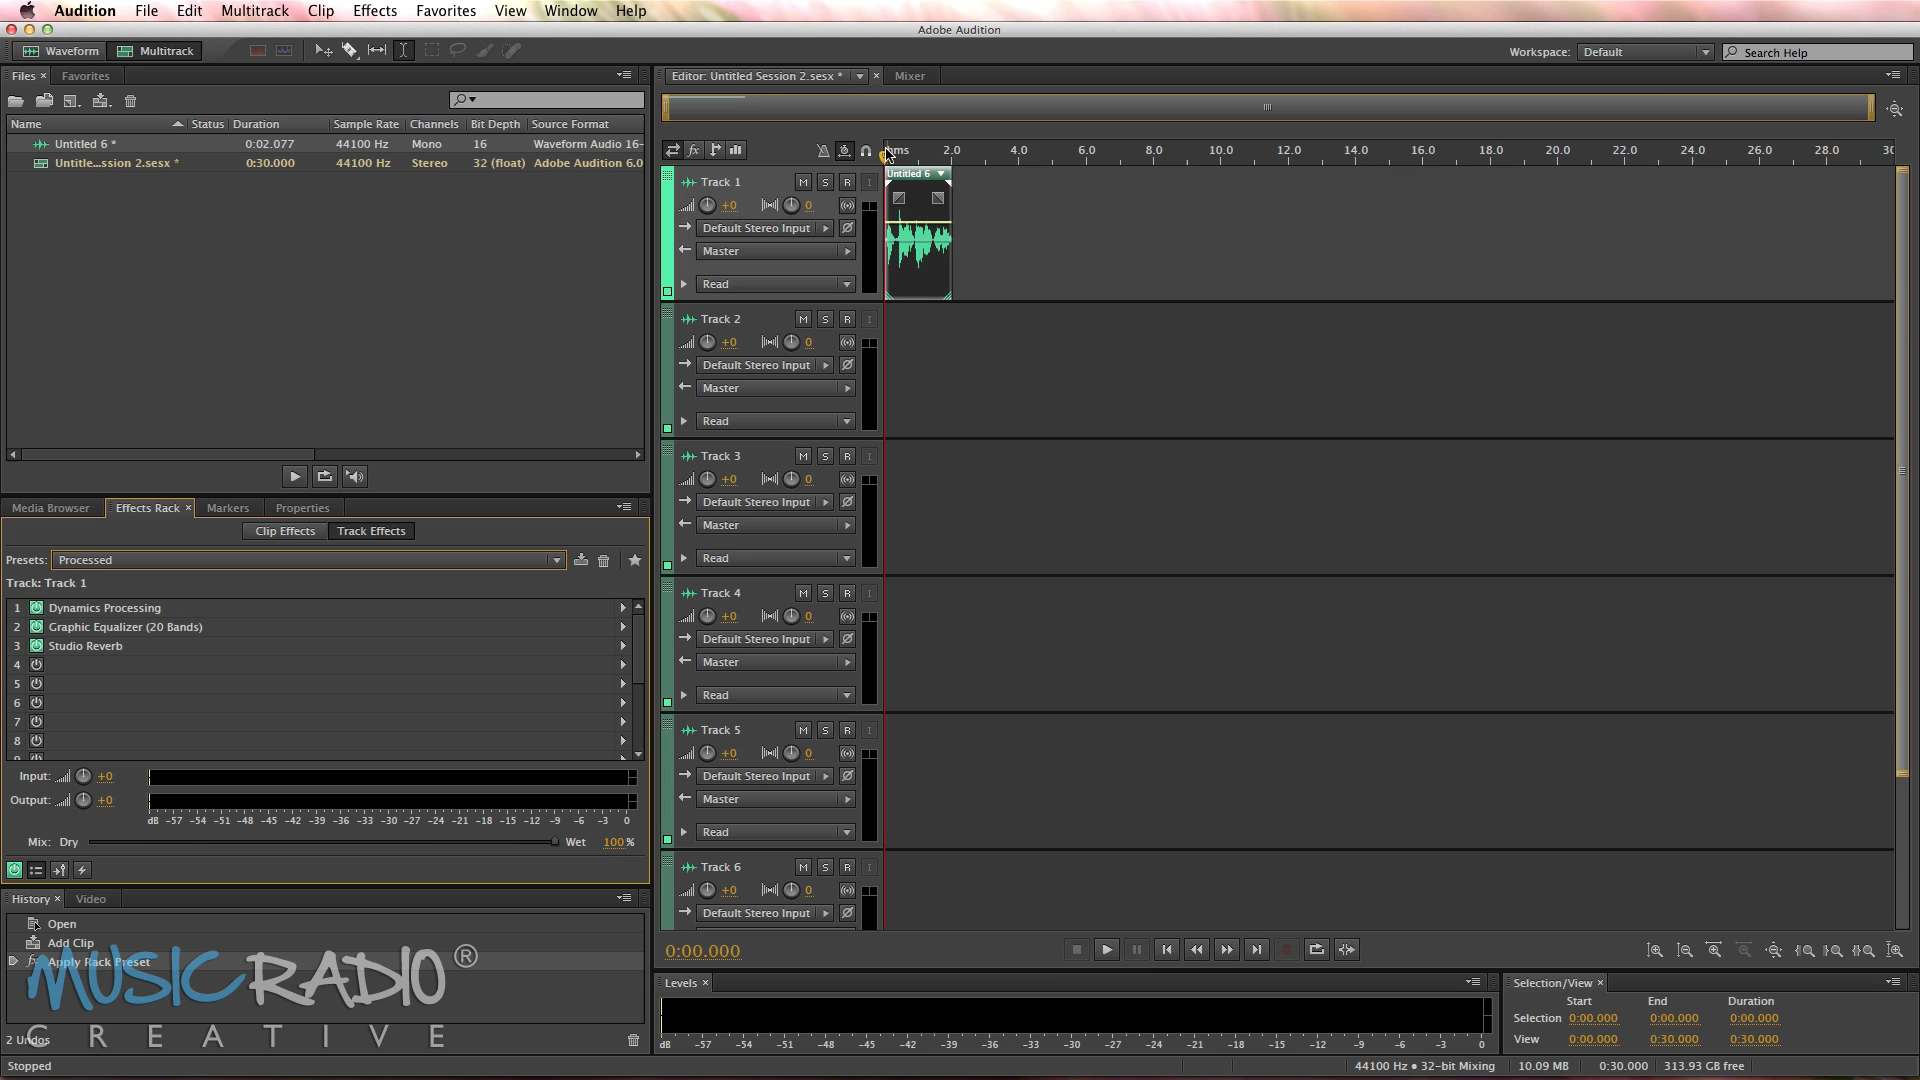 Audition File Edit Multitrack Clip Effects Favorites View Window Help
Adobe Audition
Waveform Multitrack
Workspace: Default Search Help
Files × Favorites
Name Status Duration Sample Rate Channels Bit Depth Source Format
Untitled 6 * 0:02.077 44100 Hz Mono 16 Waveform Audio 16-
Untitle...ssion 2.sesx * 0:30.000 44100 Hz Stereo 32 (float) Adobe Audition 6.0
Media Browser Effects Rack × Markers Properties
Clip Effects Track Effects
Presets: Processed
Track: Track 1
1 Dynamics Processing
2 Graphic Equalizer (20 Bands)
3 Studio Reverb
4
5
6
7
8
Input: +0
Output: +0
dB -57 -54 -51 -48 -45 -42 -39 -36 -33 -30 -27 -24 -21 -18 -15 -12 -9 -6 -3 0
Mix: Dry Wet 100 %
History × Video
Open
Add Clip
Apply Rack Preset
MUSIC RADIO ®
CREATIVE
2 Undos
Stopped
Editor: Untitled Session 2.sesx * × Mixer
fx hms 2.0 4.0 6.0 8.0 10.0 12.0 14.0 16.0 18.0 20.0 22.0 24.0 26.0 28.0 30
Track 1 M S R I
+0 0
Default Stereo Input
Master
Read
Untitled 6
Track 2 M S R I
+0 0
Default Stereo Input
Master
Read
Track 3 M S R I
+0 0
Default Stereo Input
Master
Read
Track 4 M S R I
+0 0
Default Stereo Input
Master
Read
Track 5 M S R I
+0 0
Default Stereo Input
Master
Read
Track 6 M S R I
+0 0
Default Stereo Input
0:00.000
Levels ×
dB -57 -54 -51 -48 -45 -42 -39 -36 -33 -30 -27 -24 -21 -18 -15 -12 -9 -6 -3 0
Selection/View ×
Start End Duration
Selection 0:00.000 0:00.000 0:00.000
View 0:00.000 0:30.000 0:30.000
44100 Hz ● 32-bit Mixing 10.09 MB 0:30.000 313.93 GB free